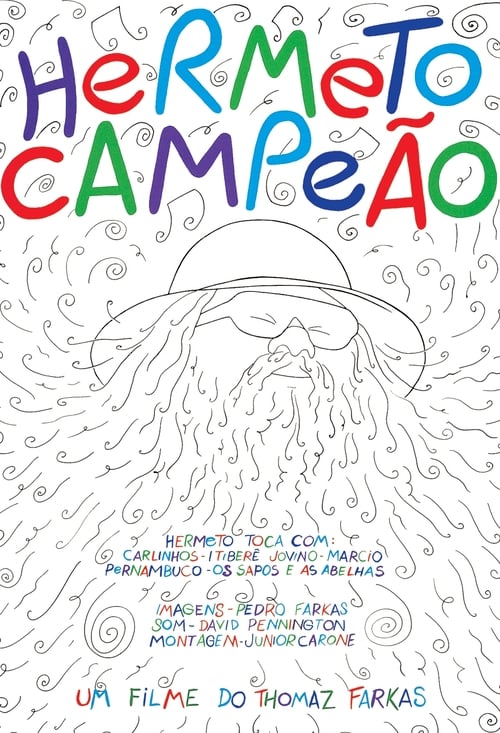 HeRMeTO
CAMPeÃO
HERMeTO TOCA COM:
CARLINHOS-ITIBERÊ JOVINO-MARCIO
PeRNAMBUCO-OS SAPOS E AS ABELHAS
IMAGENS-PEDRO FARKAS
SOM-DAVID PENNINGTON
MONTAGEM-JUNIOR CARONE
UM FILME DO THOMAZ FARKAS